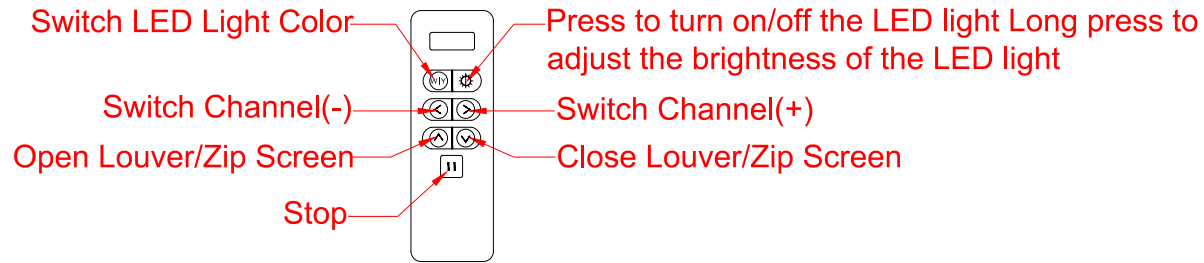 Switch LED Light Color
Press to turn on/off the LED light Long press to
adjust the brightness of the LED light
W|Y
Switch Channel(-)
Switch Channel(+)
Open Louver/Zip Screen
Close Louver/Zip Screen
Stop